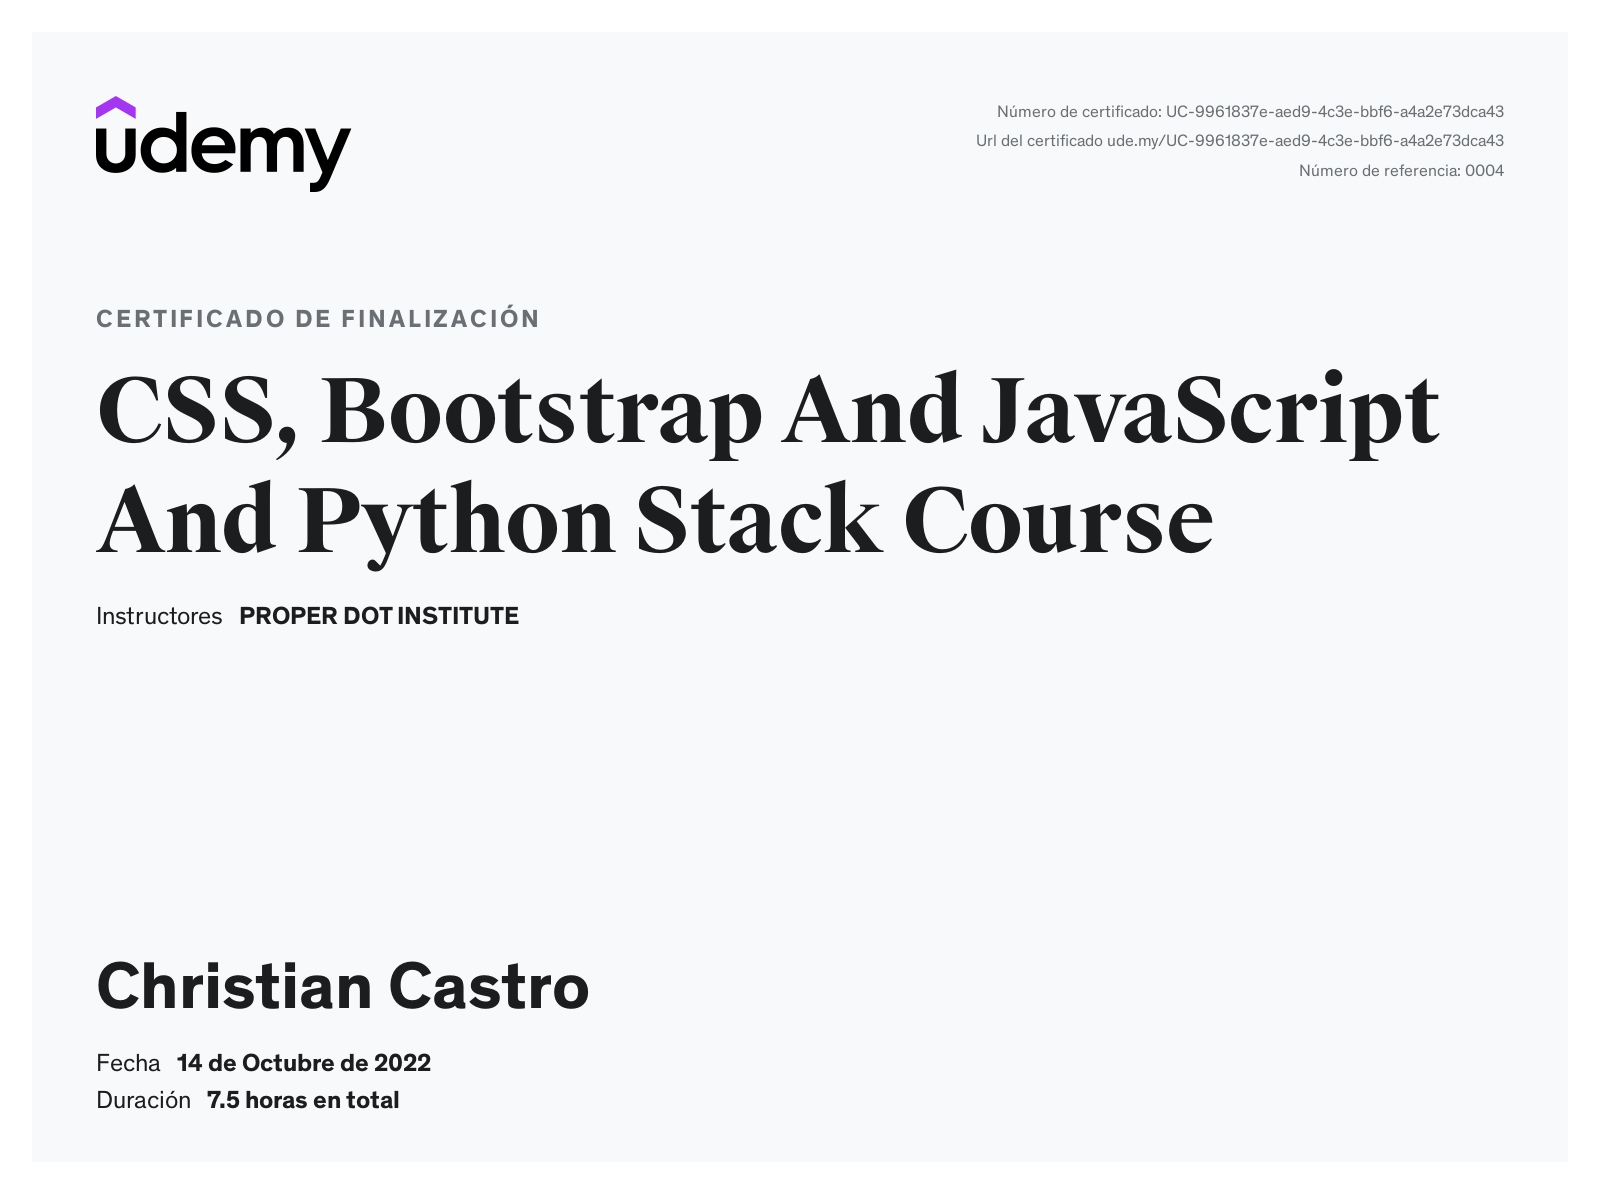 udemy
Número de certificado: UC-9961837e-aed9-4c3e-bbf6-a4a2e73dca43
Url del certificado ude.my/UC-9961837e-aed9-4c3e-bbf6-a4a2e73dca43
Número de referencia: 0004
CERTIFICADO DE FINALIZACIÓN
CSS, Bootstrap And JavaScript
And Python Stack Course
Instructores PROPER DOT INSTITUTE
Christian Castro
Fecha 14 de Octubre de 2022
Duración 7.5 horas en total